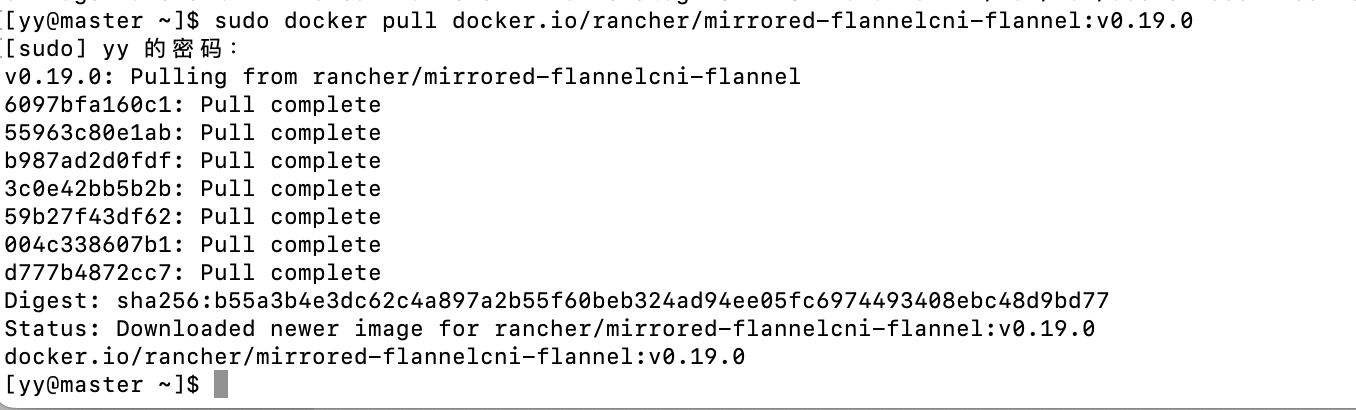 [yy@master ~]$ sudo docker pull docker.io/rancher/mirrored-flannelcni-flannel:v0.19.0
[sudo] yy 的密码：
v0.19.0: Pulling from rancher/mirrored-flannelcni-flannel
6097bfa160c1: Pull complete
55963c80e1ab: Pull complete
b987ad2d0fdf: Pull complete
3c0e42bb5b2b: Pull complete
59b27f43df62: Pull complete
004c338607b1: Pull complete
d777b4872cc7: Pull complete
Digest: sha256:b55a3b4e3dc62c4a897a2b55f60beb324ad94ee05fc6974493408ebc48d9bd77
Status: Downloaded newer image for rancher/mirrored-flannelcni-flannel:v0.19.0
docker.io/rancher/mirrored-flannelcni-flannel:v0.19.0
[yy@master ~]$